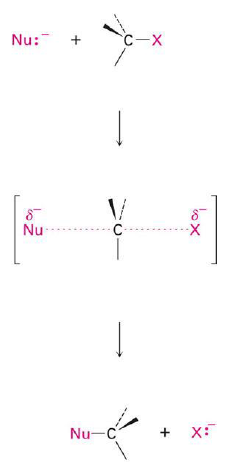 Nu:⁻ + C—X
δ⁻ δ⁻
Nu C X
Nu—C + X:⁻